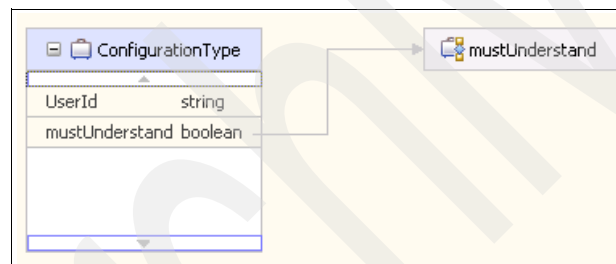 ConfigurationType
mustUnderstand
UserId string
mustUnderstand boolean